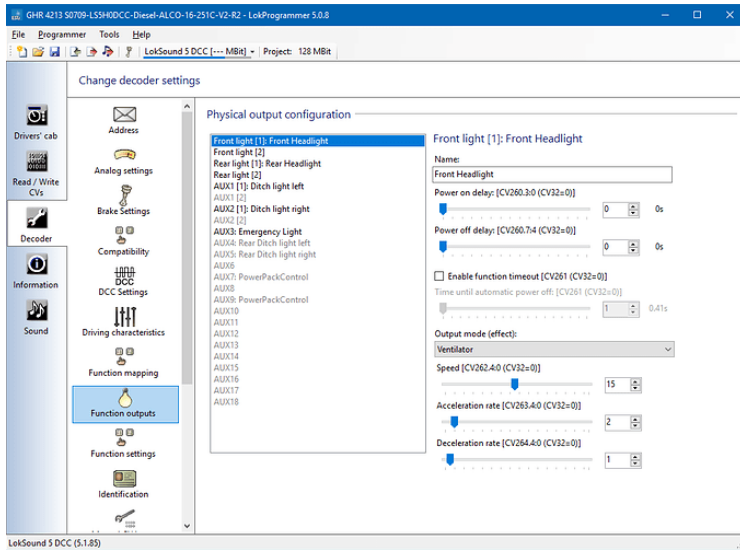 GHR 4213 S0709-LS5H0DCC-Diesel-ALCO-16-251C-V2-R2 - LokProgrammer 5.0.8
File Programmer Tools Help
LokSound 5 DCC [--- MBit] Project: 128 MBit
Drivers' cab
Read / Write
CVs
Decoder
Information
Sound
Change decoder settings
Address
Analog settings
Brake Settings
Compatibility
DCC
DCC Settings
Driving characteristics
Function mapping
Function outputs
Function settings
Identification
Physical output configuration
Front light [1]: Front Headlight
Front light [2]
Rear light [1]: Rear Headlight
Rear light [2]
AUX1 [1]: Ditch light left
AUX1 [2]
AUX2 [1]: Ditch light right
AUX2 [2]
AUX3: Emergency Light
AUX4: Rear Ditch light left
AUX5: Rear Ditch light right
AUX6
AUX7: PowerPackControl
AUX8
AUX9: PowerPackControl
AUX10
AUX11
AUX12
AUX13
AUX14
AUX15
AUX16
AUX17
AUX18
Front light [1]: Front Headlight
Name:
Front Headlight
Power on delay: [CV260.3:0 (CV32=0)]
0 0s
Power off delay: [CV260.7:4 (CV32=0)]
0 0s
Enable function timeout [CV261 (CV32=0)]
Time until automatic power off: [CV261 (CV32=0)]
1 0.41s
Output mode (effect):
Ventilator
Speed [CV262.4:0 (CV32=0)]
15
Acceleration rate [CV263.4:0 (CV32=0)]
2
Deceleration rate [CV264.4:0 (CV32=0)]
1
LokSound 5 DCC (5.1.85)